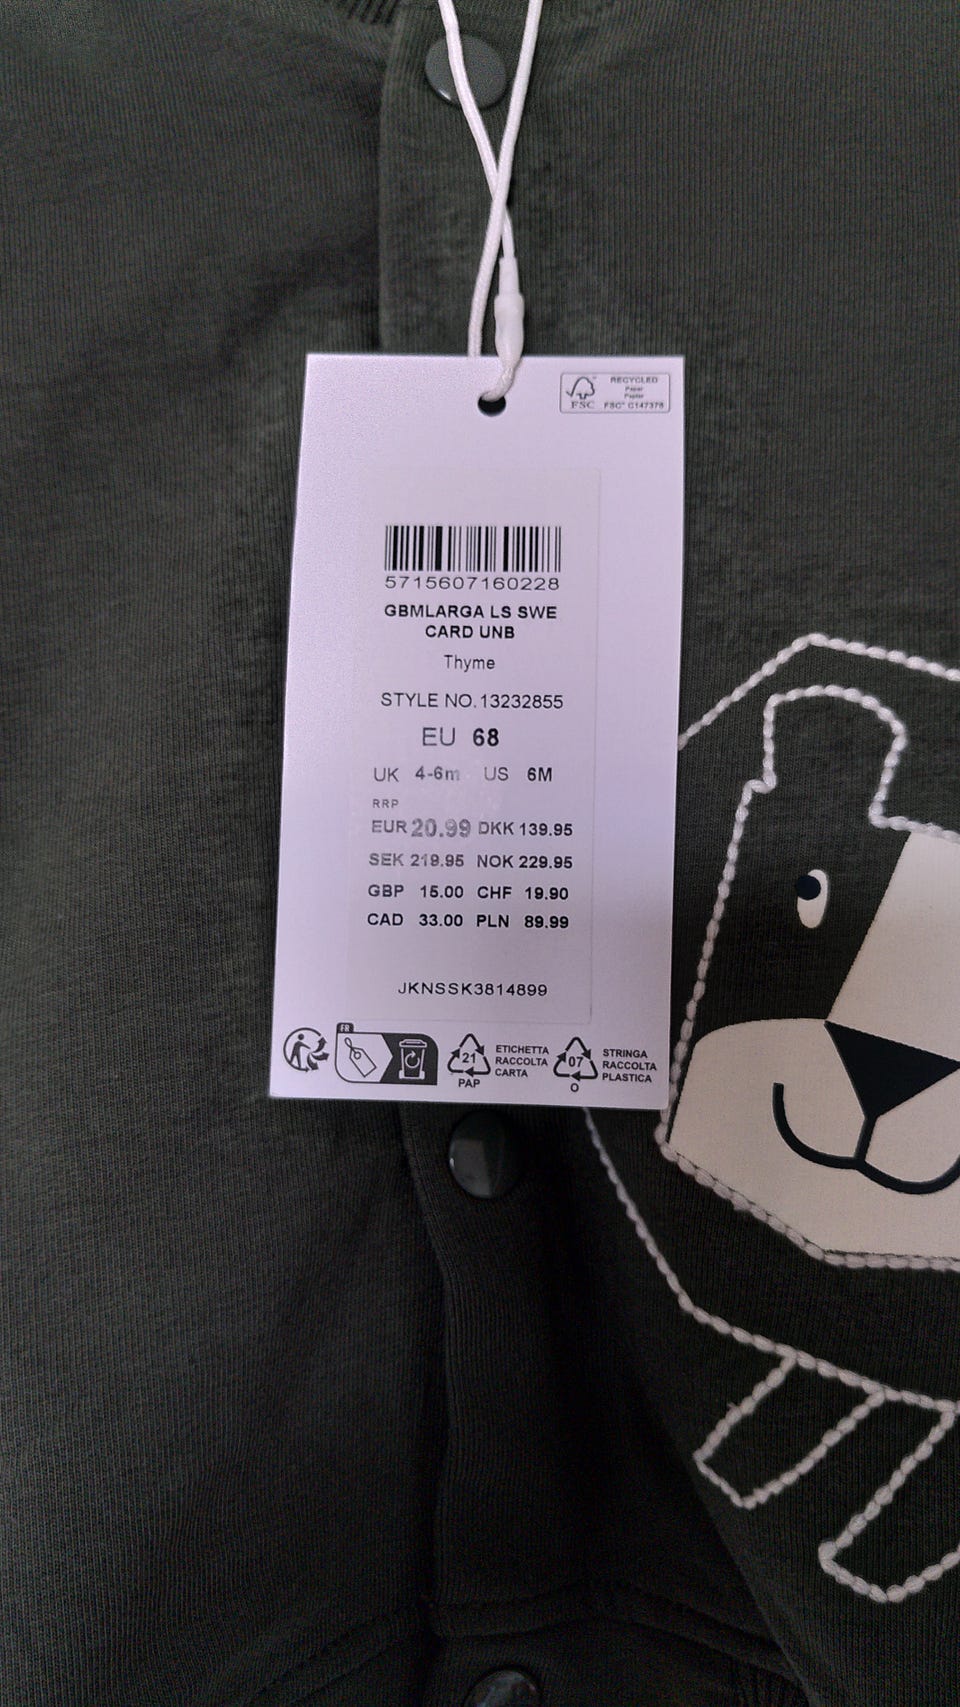 FSC
RECYCLED
Paper
Papier
FSC™ C147375
5715607160228
GBMLARGA LS SWE
CARD UNB
Thyme
STYLE NO.13232855
EU 68
UK 4-6m US 6M
RRP
EUR 20.99 DKK 139.95
SEK 219.95 NOK 229.95
GBP 15.00 CHF 19.90
CAD 33.00 PLN 89.99
JKNSSK3814899
FR
21
PAP
ETICHETTA
RACCOLTA
CARTA
07
O
STRINGA
RACCOLTA
PLASTICA